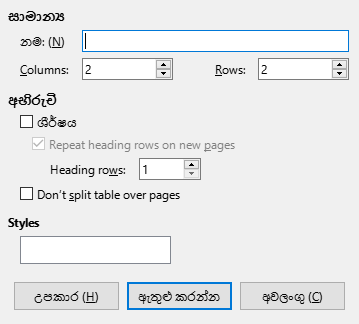 සාමාන්‍ය
නම: (N)
Columns: 2 Rows: 2
අභිරුචි
ශීර්ෂය
Repeat heading rows on new pages
Heading rows: 1
Don't split table over pages
Styles
උපකාර (H) ඇතුළු කරන්න අවලංගු (C)